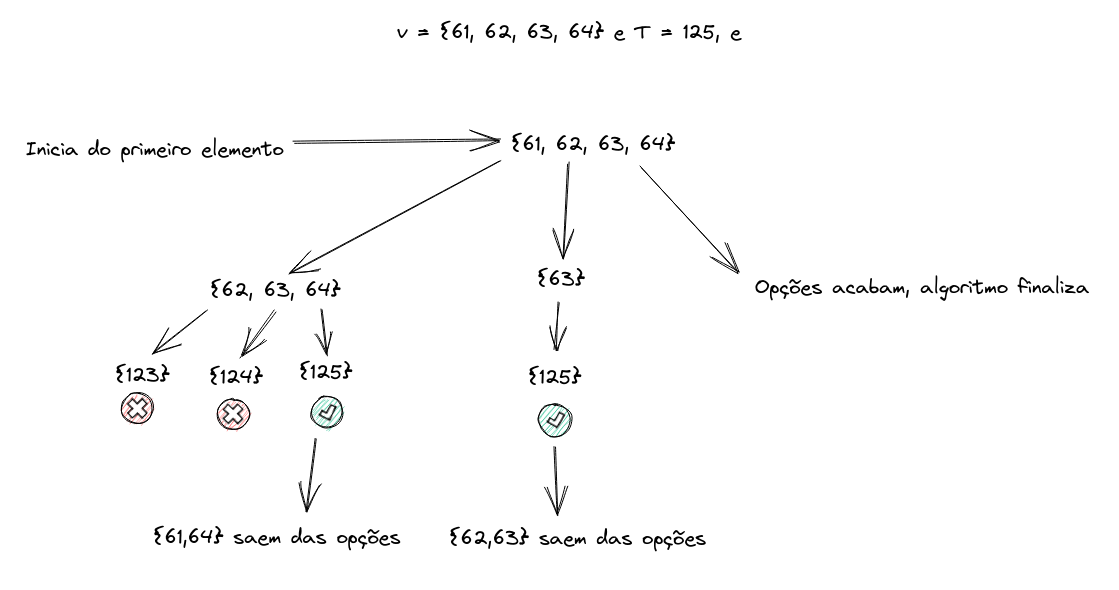 v = {61, 62, 63, 64} e T = 125, e
Inicia do primeiro elemento
{61, 62, 63, 64}
{62, 63, 64}
{63}
Opções acabam, algoritmo finaliza
{123}
{124}
{125}
{125}
{61,64} saem das opções
{62,63} saem das opções